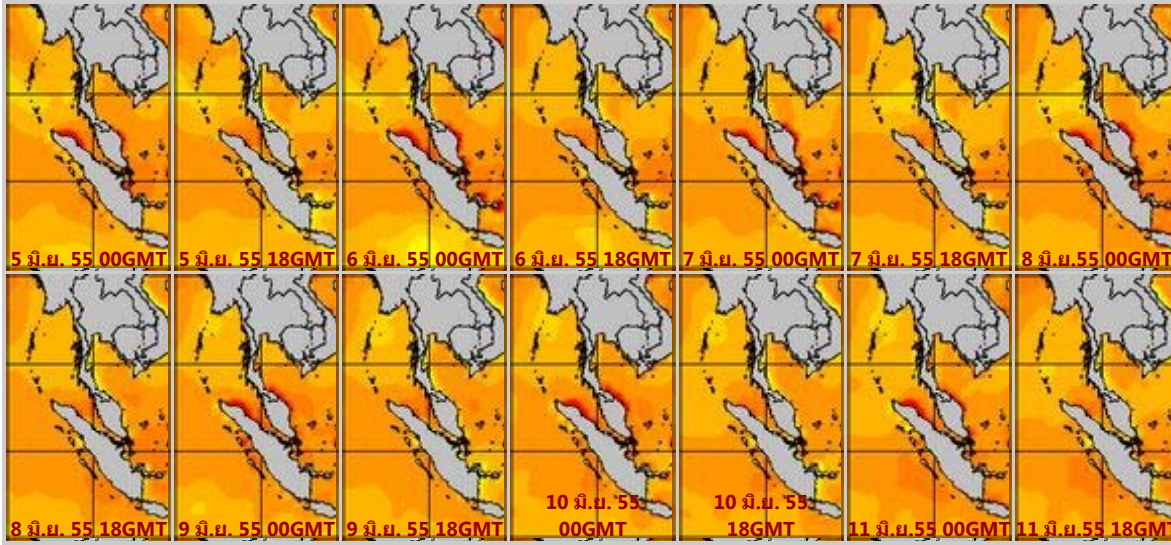 5 มิ.ย. 55 00GMT
5 มิ.ย. 55 18GMT
6 มิ.ย. 55 00GMT
6 มิ.ย. 55 18GMT
7 มิ.ย. 55 00GMT
7 มิ.ย. 55 18GMT
8 มิ.ย.55 00GMT
8 มิ.ย. 55 18GMT
9 มิ.ย. 55 00GMT
9 มิ.ย. 55 18GMT
10 มิ.ย. 55
00GMT
10 มิ.ย. 55
18GMT
11 มิ.ย.55 00GMT
11 มิ.ย. 55 18GMT